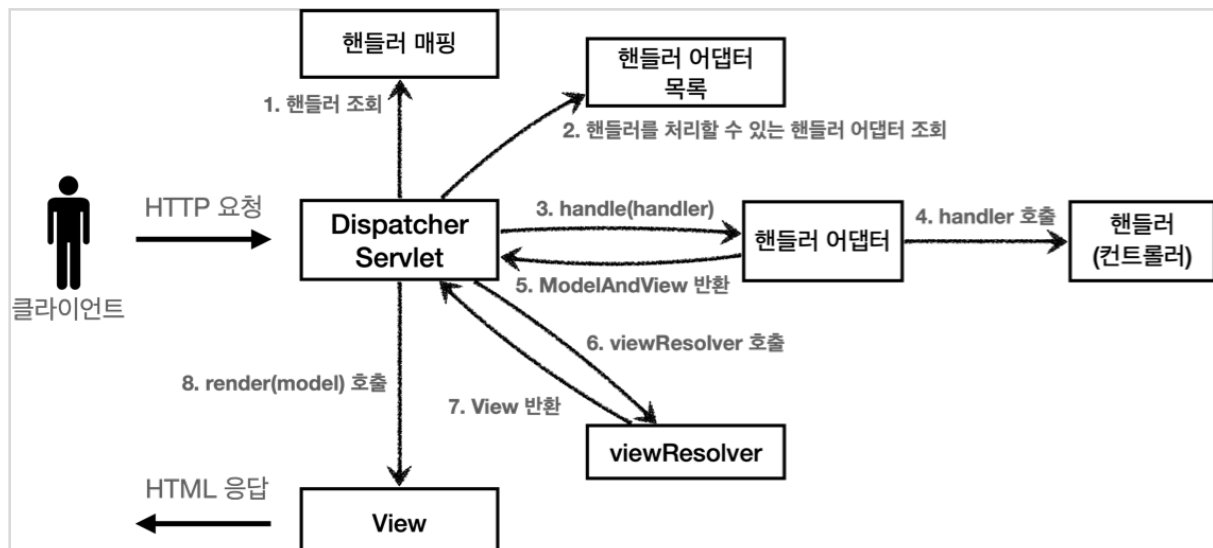 핸들러 매핑
핸들러 어댑터
목록
1. 핸들러 조회
2. 핸들러를 처리할 수 있는 핸들러 어댑터 조회
HTTP 요청
Dispatcher
Servlet
3. handle(handler)
핸들러 어댑터
4. handler 호출
핸들러
(컨트롤러)
클라이언트
5. ModelAndView 반환
6. viewResolver 호출
8. render(model) 호출
7. View 반환
viewResolver
HTML 응답
View